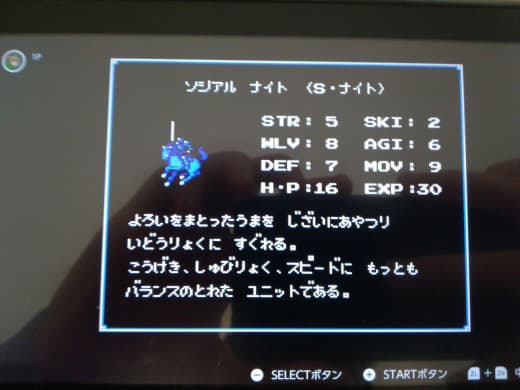 SP
ソシアル ナイト 〈S・ナイト〉
STR: 5 SKI: 2
WLV: 8 AGI: 6
DEF: 7 MOV: 9
H・P:16 EXP:30
よろいをまとったうまを じざいにあやつり
いどうりょくに すぐれる。
こうげき、しゅびりょく、スピードに もっとも
バランスのとれた ユニットである。
SELECTボタン STARTボタン ZL+ZR